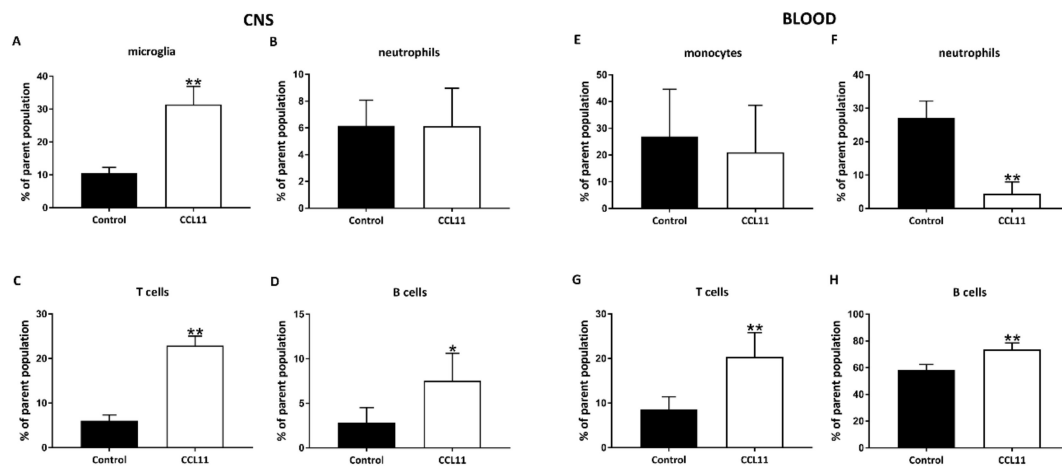 CNS
BLOOD
A
microglia
% of parent population
40
30
20
10
0
**
Control
CCL11
B
neutrophils
% of parent population
8
6
4
2
0
Control
CCL11
E
monocytes
% of parent population
50
40
30
20
10
0
Control
CCL11
F
neutrophils
% of parent population
40
30
20
10
0
**
Control
CCL11
C
T cells
% of parent population
30
20
10
0
**
Control
CCL11
D
B cells
% of parent population
15
10
5
0
*
Control
CCL11
G
T cells
% of parent population
30
20
10
0
**
Control
CCL11
H
B cells
% of parent population
100
80
60
40
20
0
**
Control
CCL11